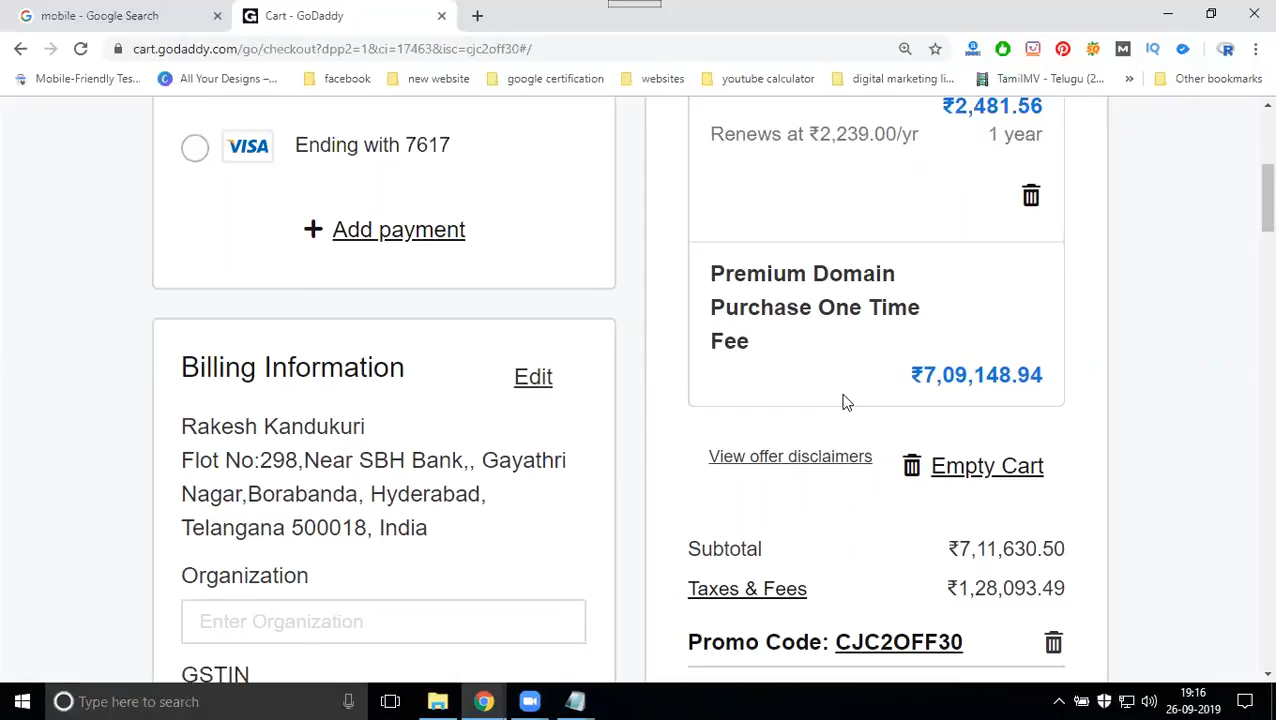 mobile - Google Search
Cart - GoDaddy
cart.godaddy.com/go/checkout?dpp2=1&ci=17463&isc=cjc2off30#/
Mobile-Friendly Tes...
All Your Designs –...
facebook
new website
google certification
websites
youtube calculator
digital marketing li...
TamilMV - Telugu (2...
»
Other bookmarks
VISA
Ending with 7617
+ Add payment
Billing Information
Edit
Rakesh Kandukuri
Flot No:298,Near SBH Bank,, Gayathri
Nagar,Borabanda, Hyderabad,
Telangana 500018, India
Organization
Enter Organization
GSTIN
₹2,481.56
Renews at ₹2,239.00/yr
1 year
Premium Domain
Purchase One Time
Fee
₹7,09,148.94
View offer disclaimers
Empty Cart
Subtotal
₹7,11,630.50
Taxes & Fees
₹1,28,093.49
Promo Code: CJC2OFF30
Type here to search
19:16
26-09-2019